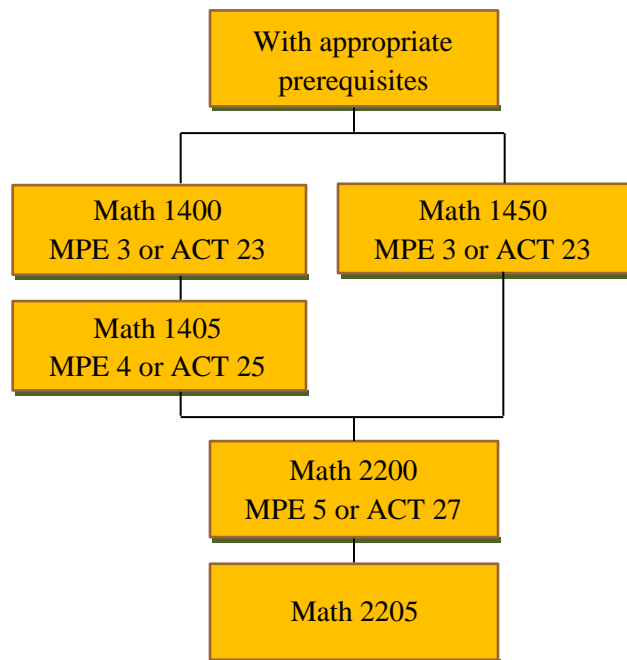 With appropriate
prerequisites
Math 1400
MPE 3 or ACT 23
Math 1450
MPE 3 or ACT 23
Math 1405
MPE 4 or ACT 25
Math 2200
MPE 5 or ACT 27
Math 2205